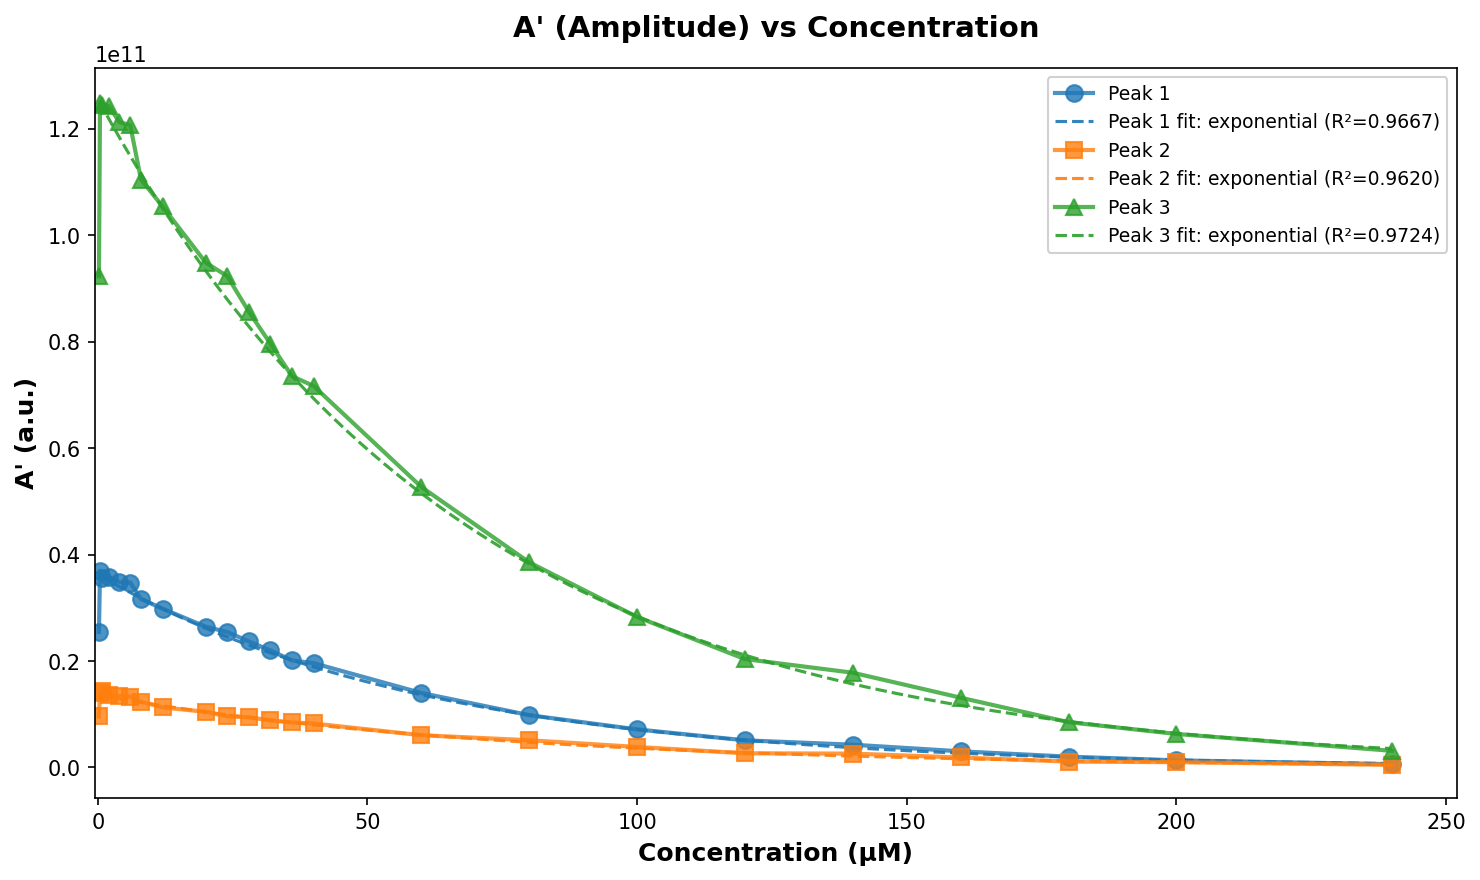 A' (Amplitude) vs Concentration
1e11
Peak 1
Peak 1 fit: exponential (R²=0.9667)
Peak 2
Peak 2 fit: exponential (R²=0.9620)
Peak 3
Peak 3 fit: exponential (R²=0.9724)
A' (a.u.)
1.2
1.0
0.8
0.6
0.4
0.2
0.0
0 50 100 150 200 250
Concentration (μM)